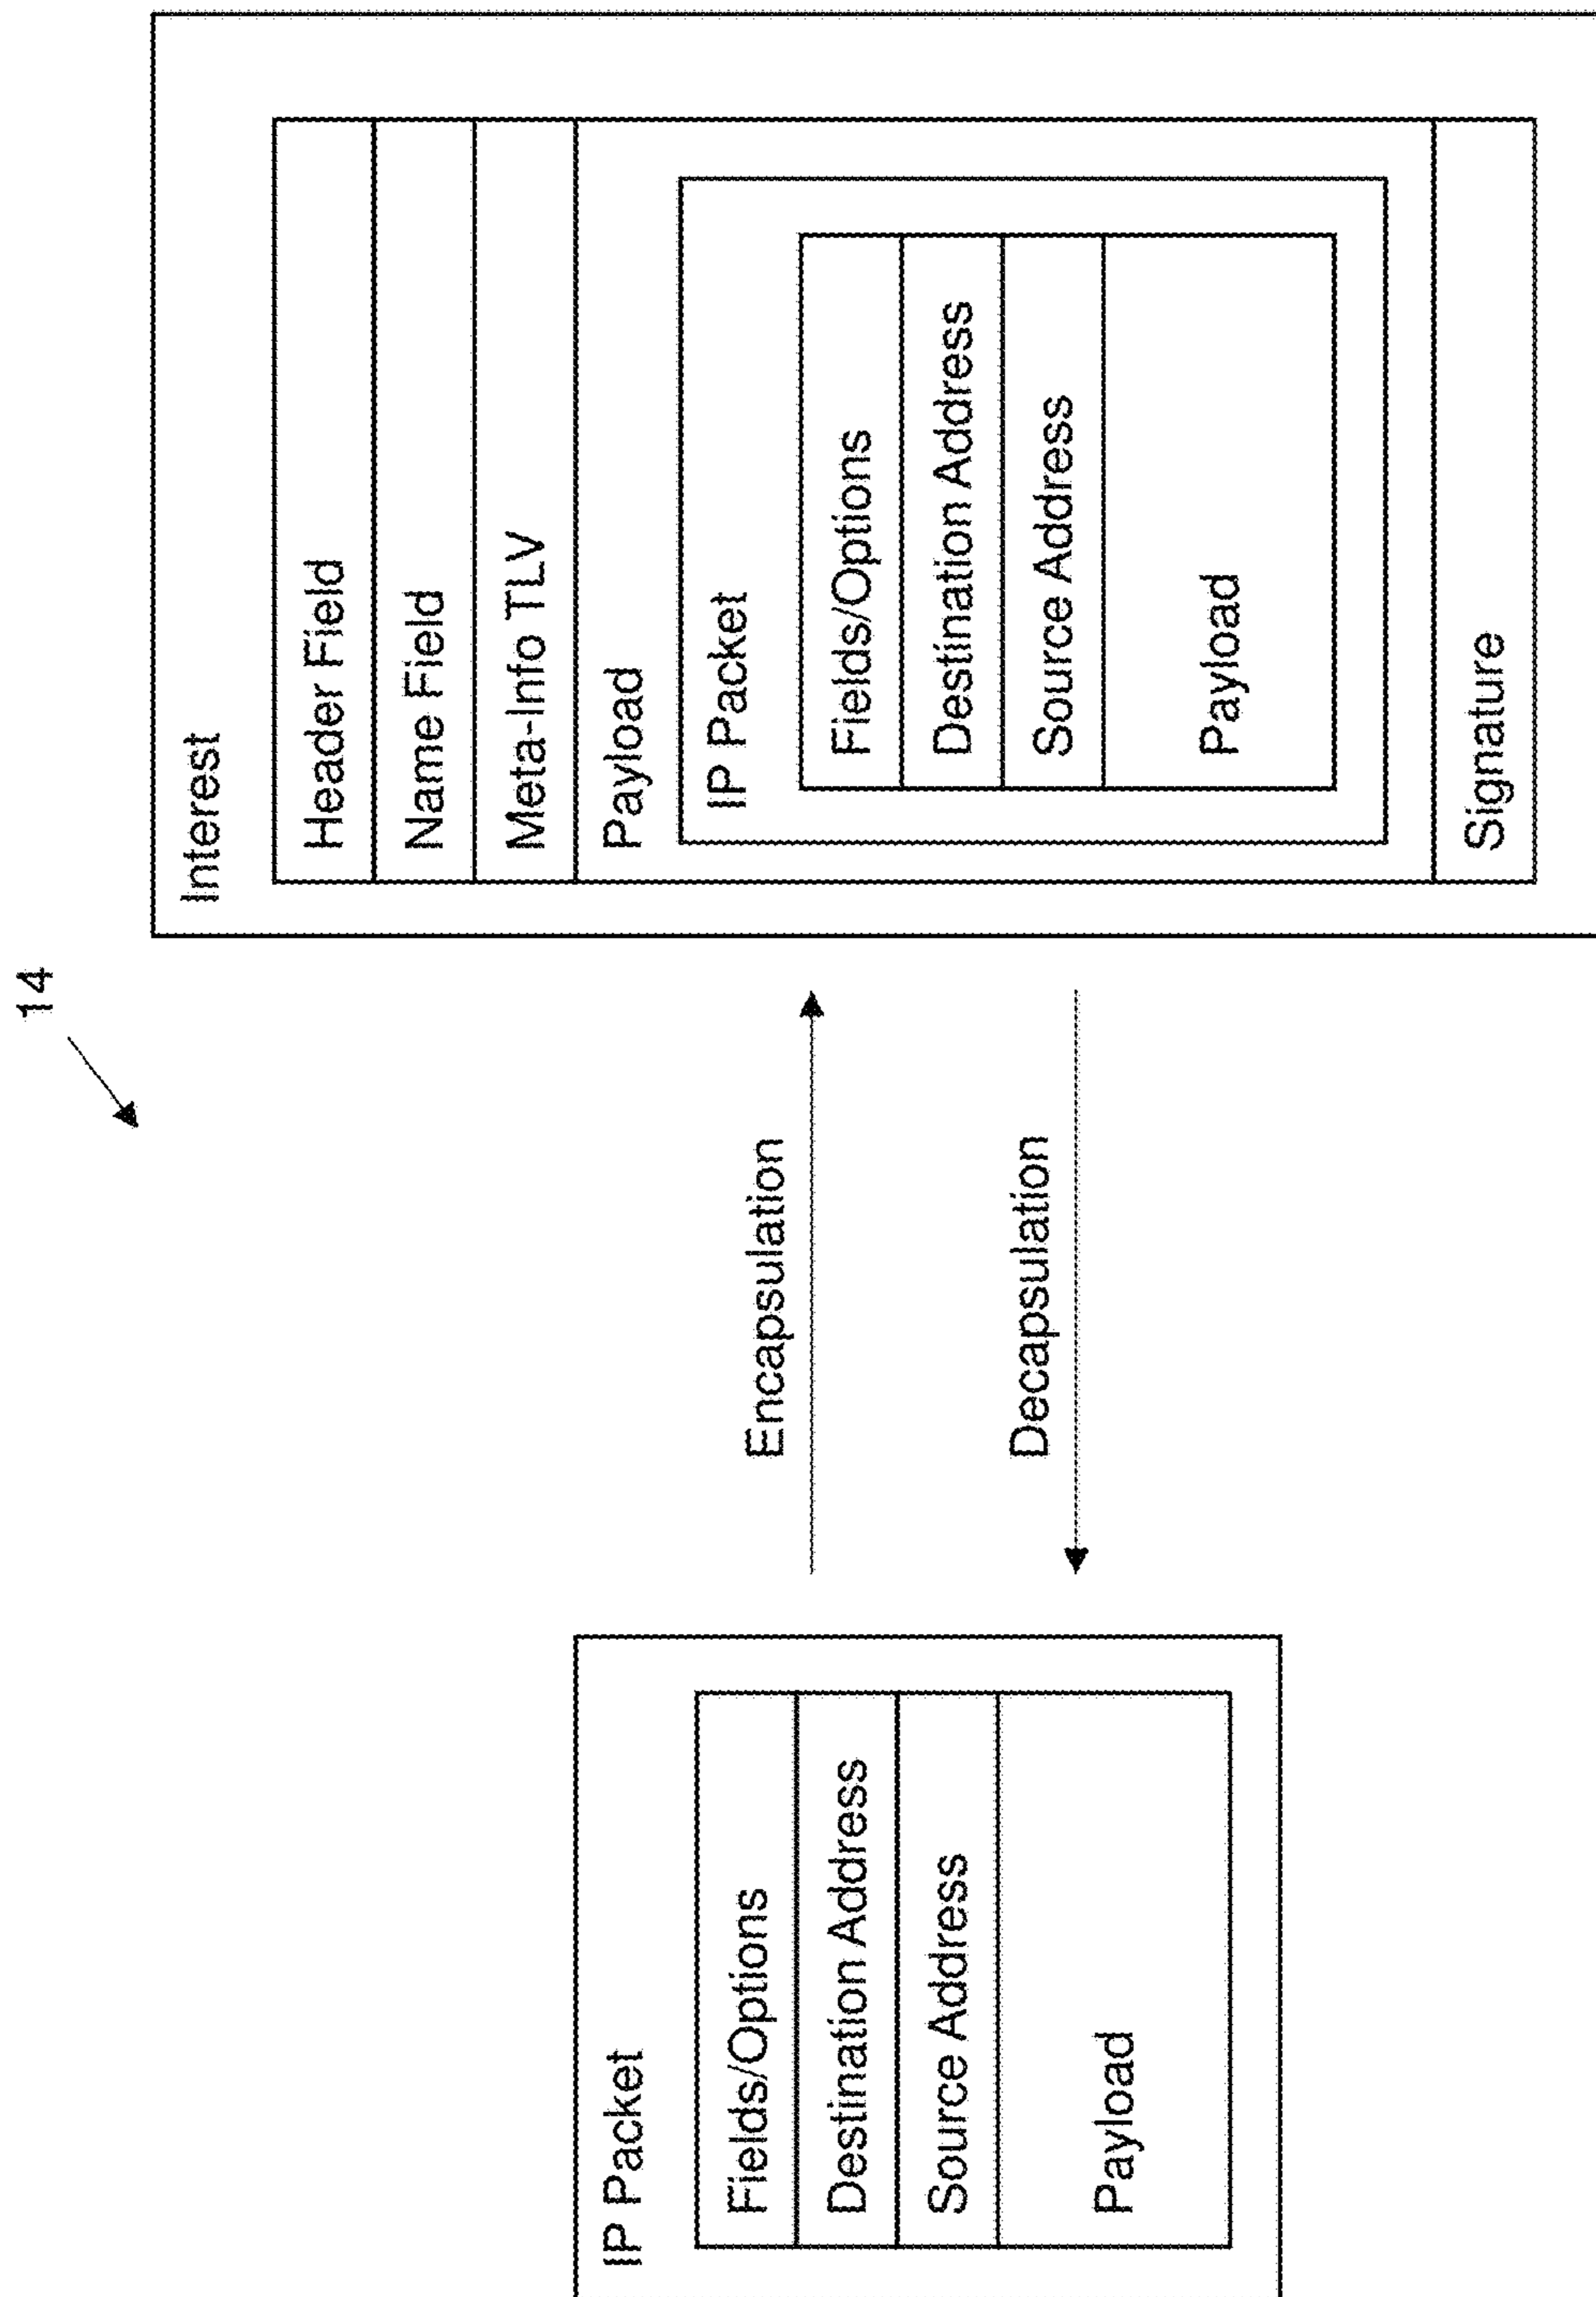 14
IP Packet
Fields/Options
Destination Address
Source Address
Payload
Encapsulation
Decapsulation
Interest
Header Field
Name Field
Meta-Info TLV
Payload
IP Packet
Fields/Options
Destination Address
Source Address
Payload
Signature